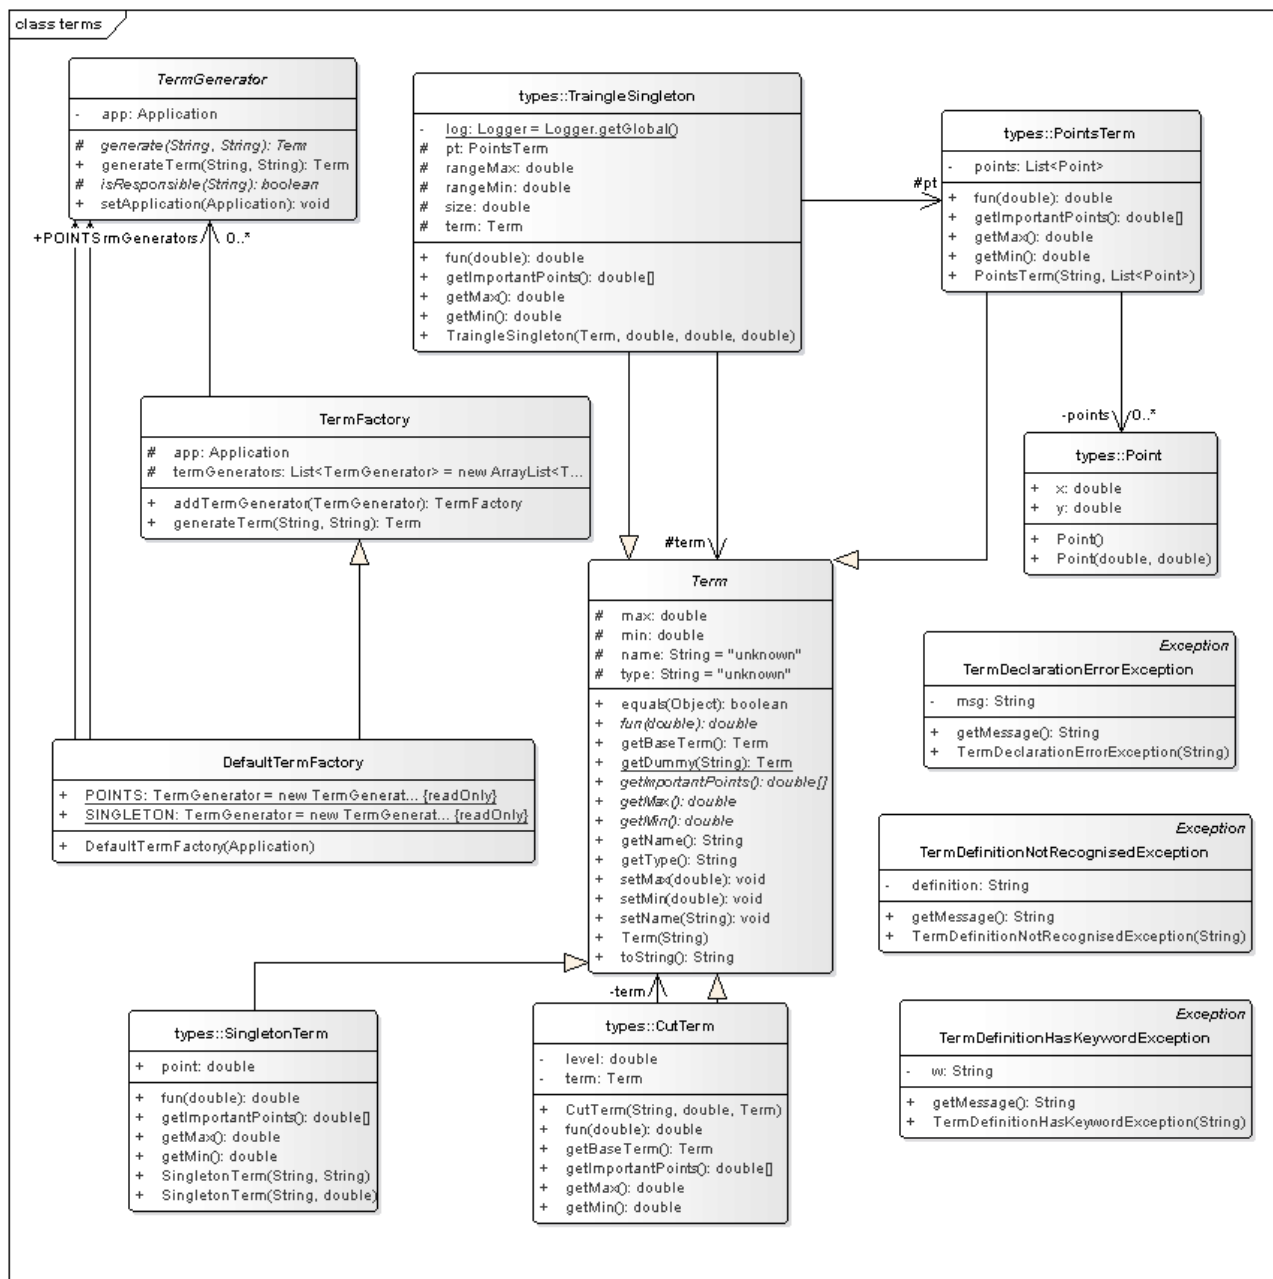 class terms
TermGenerator
- app: Application
# generate(String, String): Term
+ generateTerm(String, String): Term
# isResponsible(String): boolean
+ setApplication(Application): void
types::TraingleSingleton
- log: Logger = Logger.getGlobal()
# pt: PointsTerm
# rangeMax: double
# rangeMin: double
# size: double
# term: Term
+ fun(double): double
+ getImportantPoints(): double[]
+ getMax(): double
+ getMin(): double
+ TraingleSingleton(Term, double, double, double)
#pt
types::PointsTerm
- points: List<Point>
+ fun(double): double
+ getImportantPoints(): double[]
+ getMax(): double
+ getMin(): double
+ PointsTerm(String, List<Point>)
+POINTSrmGenerators 0..*
TermFactory
# app: Application
# termGenerators: List<TermGenerator> = new ArrayList<T...
+ addTermGenerator(TermGenerator): TermFactory
+ generateTerm(String, String): Term
-points 0..*
types::Point
+ x: double
+ y: double
+ Point()
+ Point(double, double)
#term
Term
# max: double
# min: double
# name: String = "unknown"
# type: String = "unknown"
+ equals(Object): boolean
+ fun(double): double
+ getBaseTerm(): Term
+ getDummy(String): Term
+ getImportantPoints(): double[]
+ getMax(): double
+ getMin(): double
+ getName(): String
+ getType(): String
+ setMax(double): void
+ setMin(double): void
+ setName(String): void
+ Term(String)
+ toString(): String
Exception
TermDeclarationErrorException
- msg: String
+ getMessage(): String
+ TermDeclarationErrorException(String)
DefaultTermFactory
+ POINTS: TermGenerator = new TermGenerat... {readOnly}
+ SINGLETON: TermGenerator = new TermGenerat... {readOnly}
+ DefaultTermFactory(Application)
Exception
TermDefinitionNotRecognisedException
- definition: String
+ getMessage(): String
+ TermDefinitionNotRecognisedException(String)
-term
types::SingletonTerm
+ point: double
+ fun(double): double
+ getImportantPoints(): double[]
+ getMax(): double
+ getMin(): double
+ SingletonTerm(String, String)
+ SingletonTerm(String, double)
types::CutTerm
- level: double
- term: Term
+ CutTerm(String, double, Term)
+ fun(double): double
+ getBaseTerm(): Term
+ getImportantPoints(): double[]
+ getMax(): double
+ getMin(): double
Exception
TermDefinitionHasKeywordException
- w: String
+ getMessage(): String
+ TermDefinitionHasKeywordException(String)